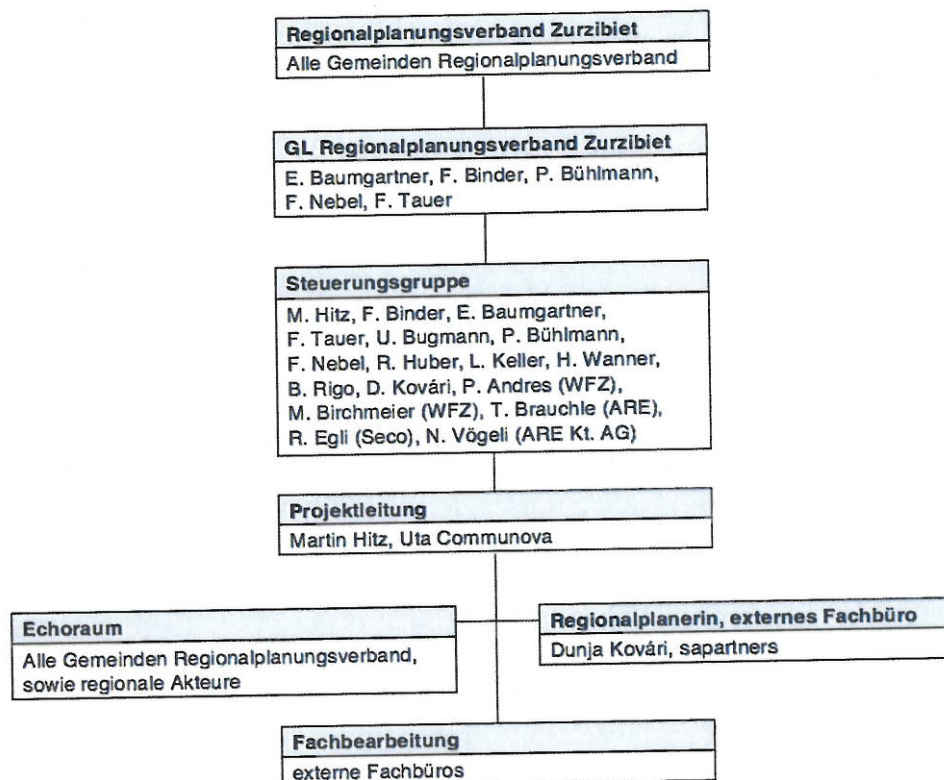 Regionalplanungsverband Zurzibiet
Alle Gemeinden Regionalplanungsverband
GL Regionalplanungsverband Zurzibiet
E. Baumgartner, F. Binder, P. Bühlmann,
F. Nebel, F. Tauer
Steuerungsgruppe
M. Hitz, F. Binder, E. Baumgartner,
F. Tauer, U. Bugmann, P. Bühlmann,
F. Nebel, R. Huber, L. Keller, H. Wanner,
B. Rigo, D. Kovári, P. Andres (WFZ),
M. Birchmeier (WFZ), T. Brauchle (ARE),
R. Egli (Seco), N. Vögeli (ARE Kt. AG)
Projektleitung
Martin Hitz, Uta Communova
Echoraum
Alle Gemeinden Regionalplanungsverband,
sowie regionale Akteure
Regionalplanerin, externes Fachbüro
Dunja Kovári, sapartners
Fachbearbeitung
externe Fachbüros